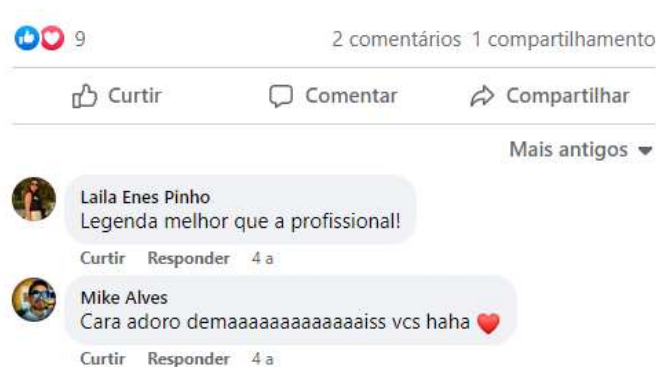 9 2 comentários 1 compartilhamento
Curtir Comentar Compartilhar
Mais antigos
Laila Enes Pinho
Legenda melhor que a profissional!
Curtir Responder 4 a
Mike Alves
Cara adoro demaaaaaaaaaaaaaiss vcs haha ❤️
Curtir Responder 4 a